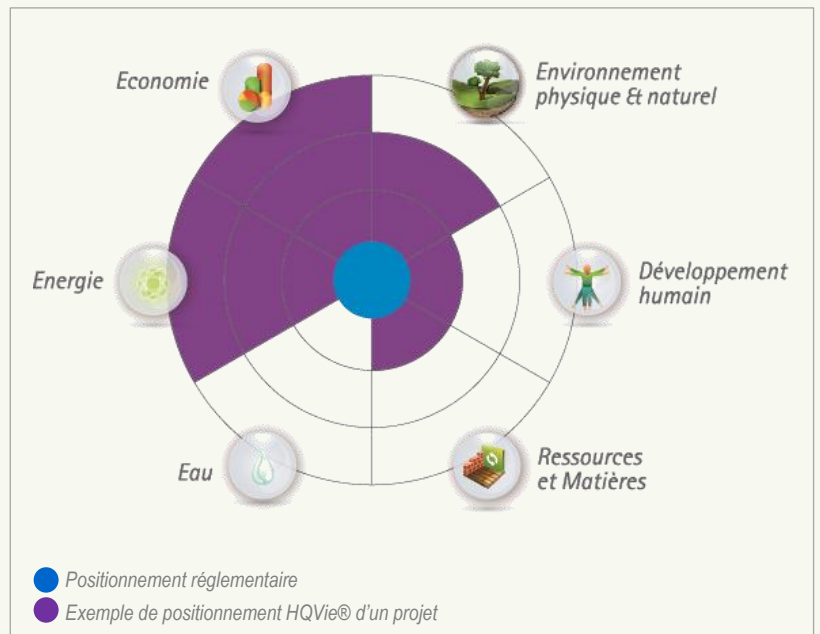 Economie
Environnement
physique & naturel
Energie
Développement
humain
Eau
Ressources
et Matières
Positionnement réglementaire
Exemple de positionnement HQVie® d'un projet